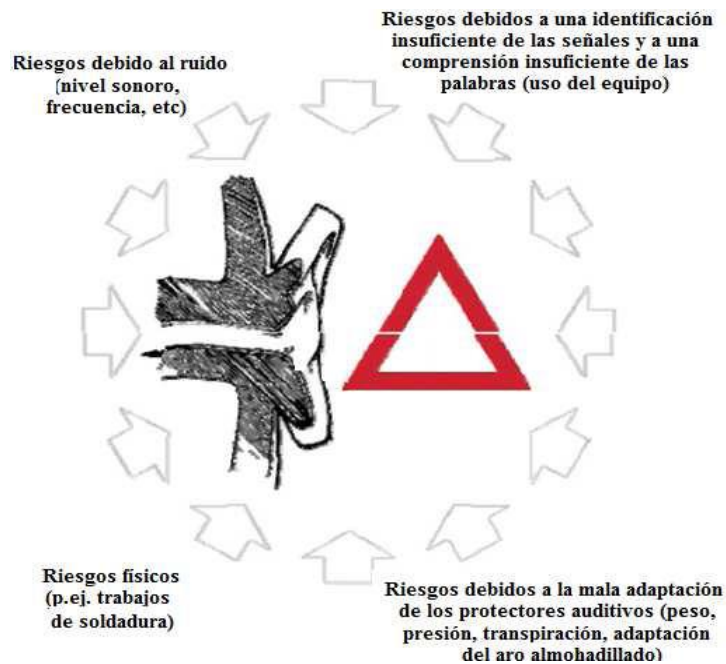 Riesgos debido al ruido
(nivel sonoro,
frecuencia, etc)
Riesgos debidos a una identificación
insuficiente de las señales y a una
comprensión insuficiente de las
palabras (uso del equipo)
Riesgos físicos
(p.ej. trabajos
de soldadura)
Riesgos debidos a la mala adaptación
de los protectores auditivos (peso,
presión, transpiración, adaptación
del aro almohadillado)